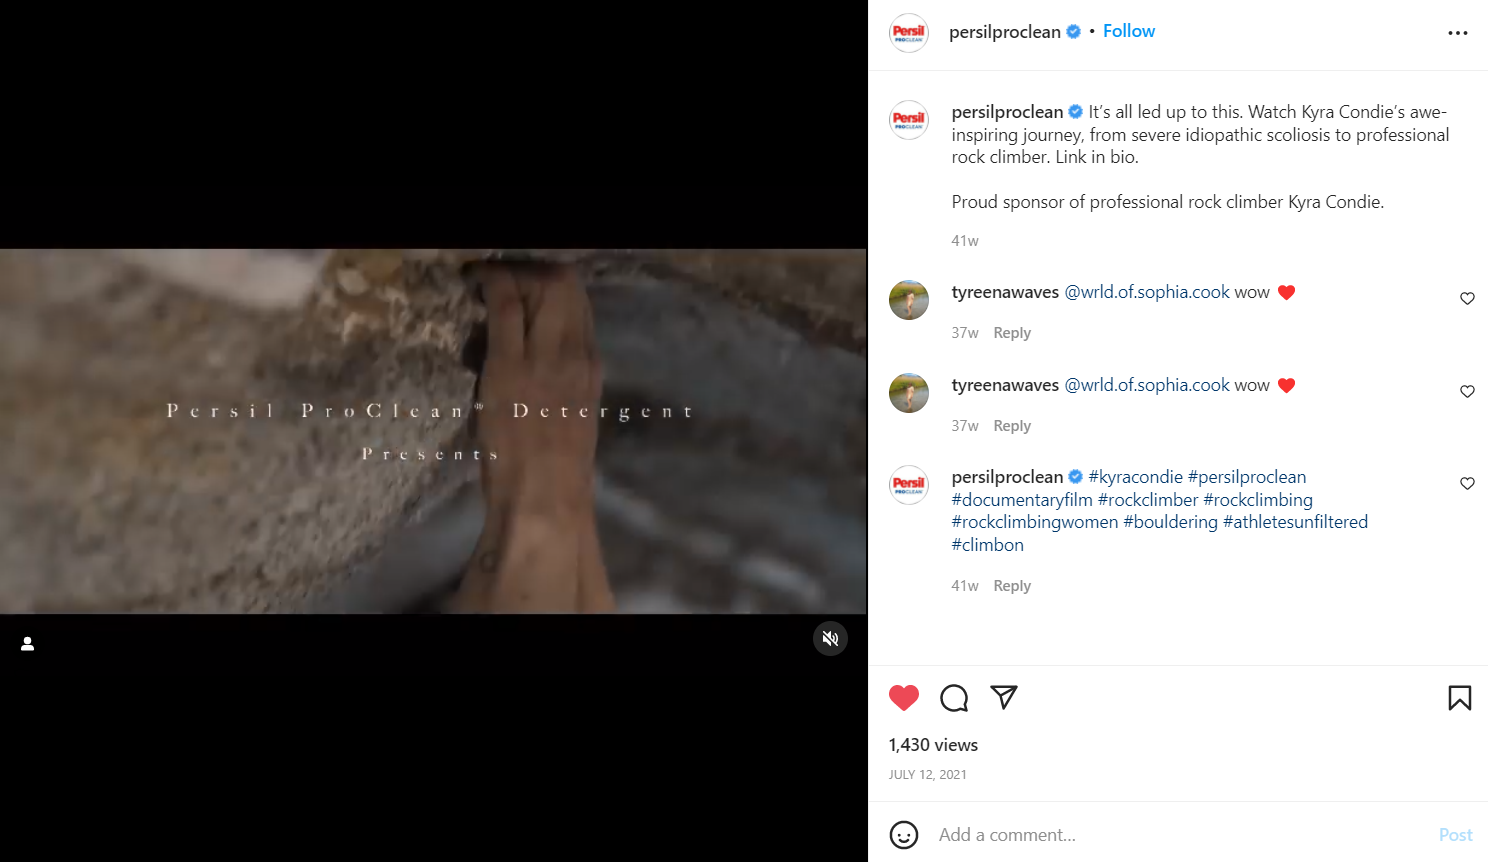 Persil ProClean® Detergent
Presents
Persil
PROCLEAN
persilproclean • Follow
Persil
PROCLEAN
persilproclean It’s all led up to this. Watch Kyra Condie’s awe-
inspiring journey, from severe idiopathic scoliosis to professional
rock climber. Link in bio.
Proud sponsor of professional rock climber Kyra Condie.
41w
tyreenawaves @wrld.of.sophia.cook wow ❤
37w Reply
tyreenawaves @wrld.of.sophia.cook wow ❤
37w Reply
Persil
PROCLEAN
persilproclean #kyracondie #persilproclean
#documentaryfilm #rockclimber #rockclimbing
#rockclimbingwomen #bouldering #athletesunfiltered
#climbon
41w Reply
1,430 views
JULY 12, 2021
Add a comment...
Post